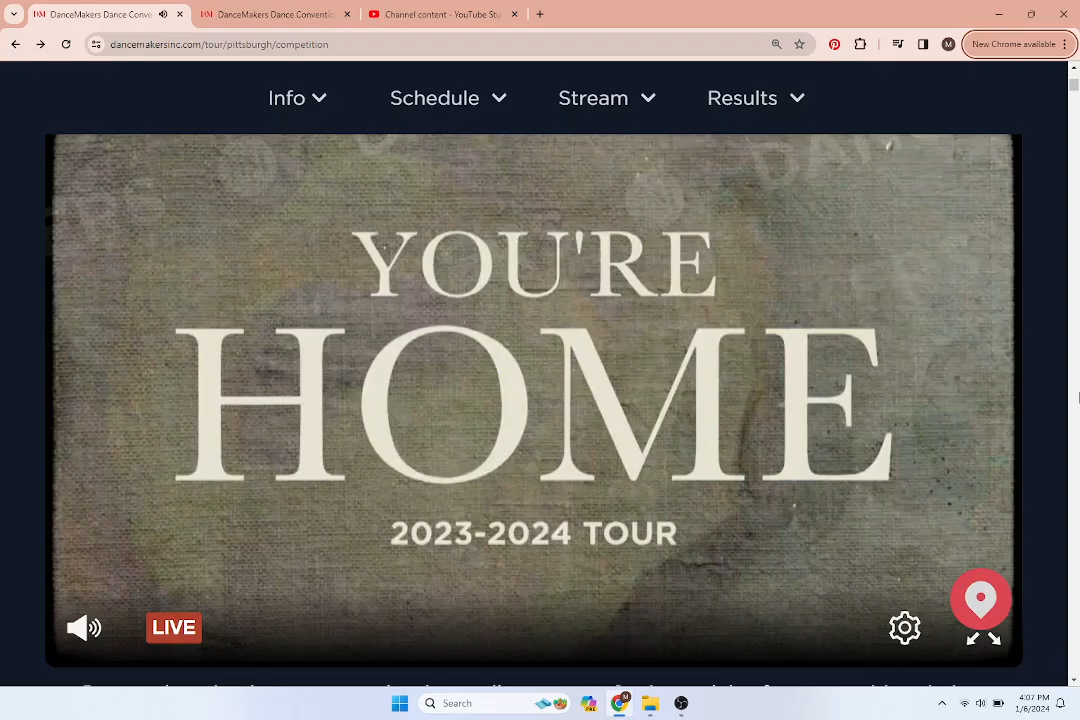 DanceMakers Dance Conve
DanceMakers Dance Conventio
Channel content - YouTube Stu
dancemakersinc.com/tour/pittsburgh/competition
New Chrome available
Info
Schedule
Stream
Results
YOU'RE
HOME
2023-2024 TOUR
LIVE
Search
4:07 PM
1/6/2024